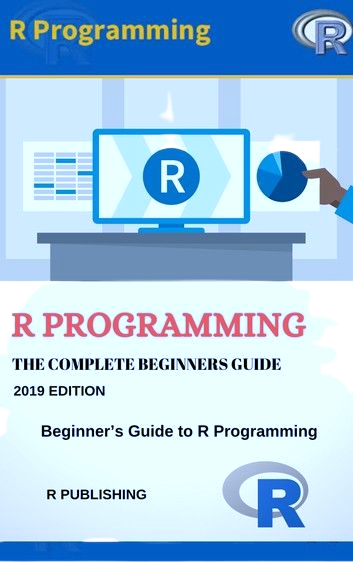 R Programming
R
R
R PROGRAMMING
THE COMPLETE BEGINNERS GUIDE
2019 EDITION
Beginner's Guide to R Programming
R PUBLISHING
R